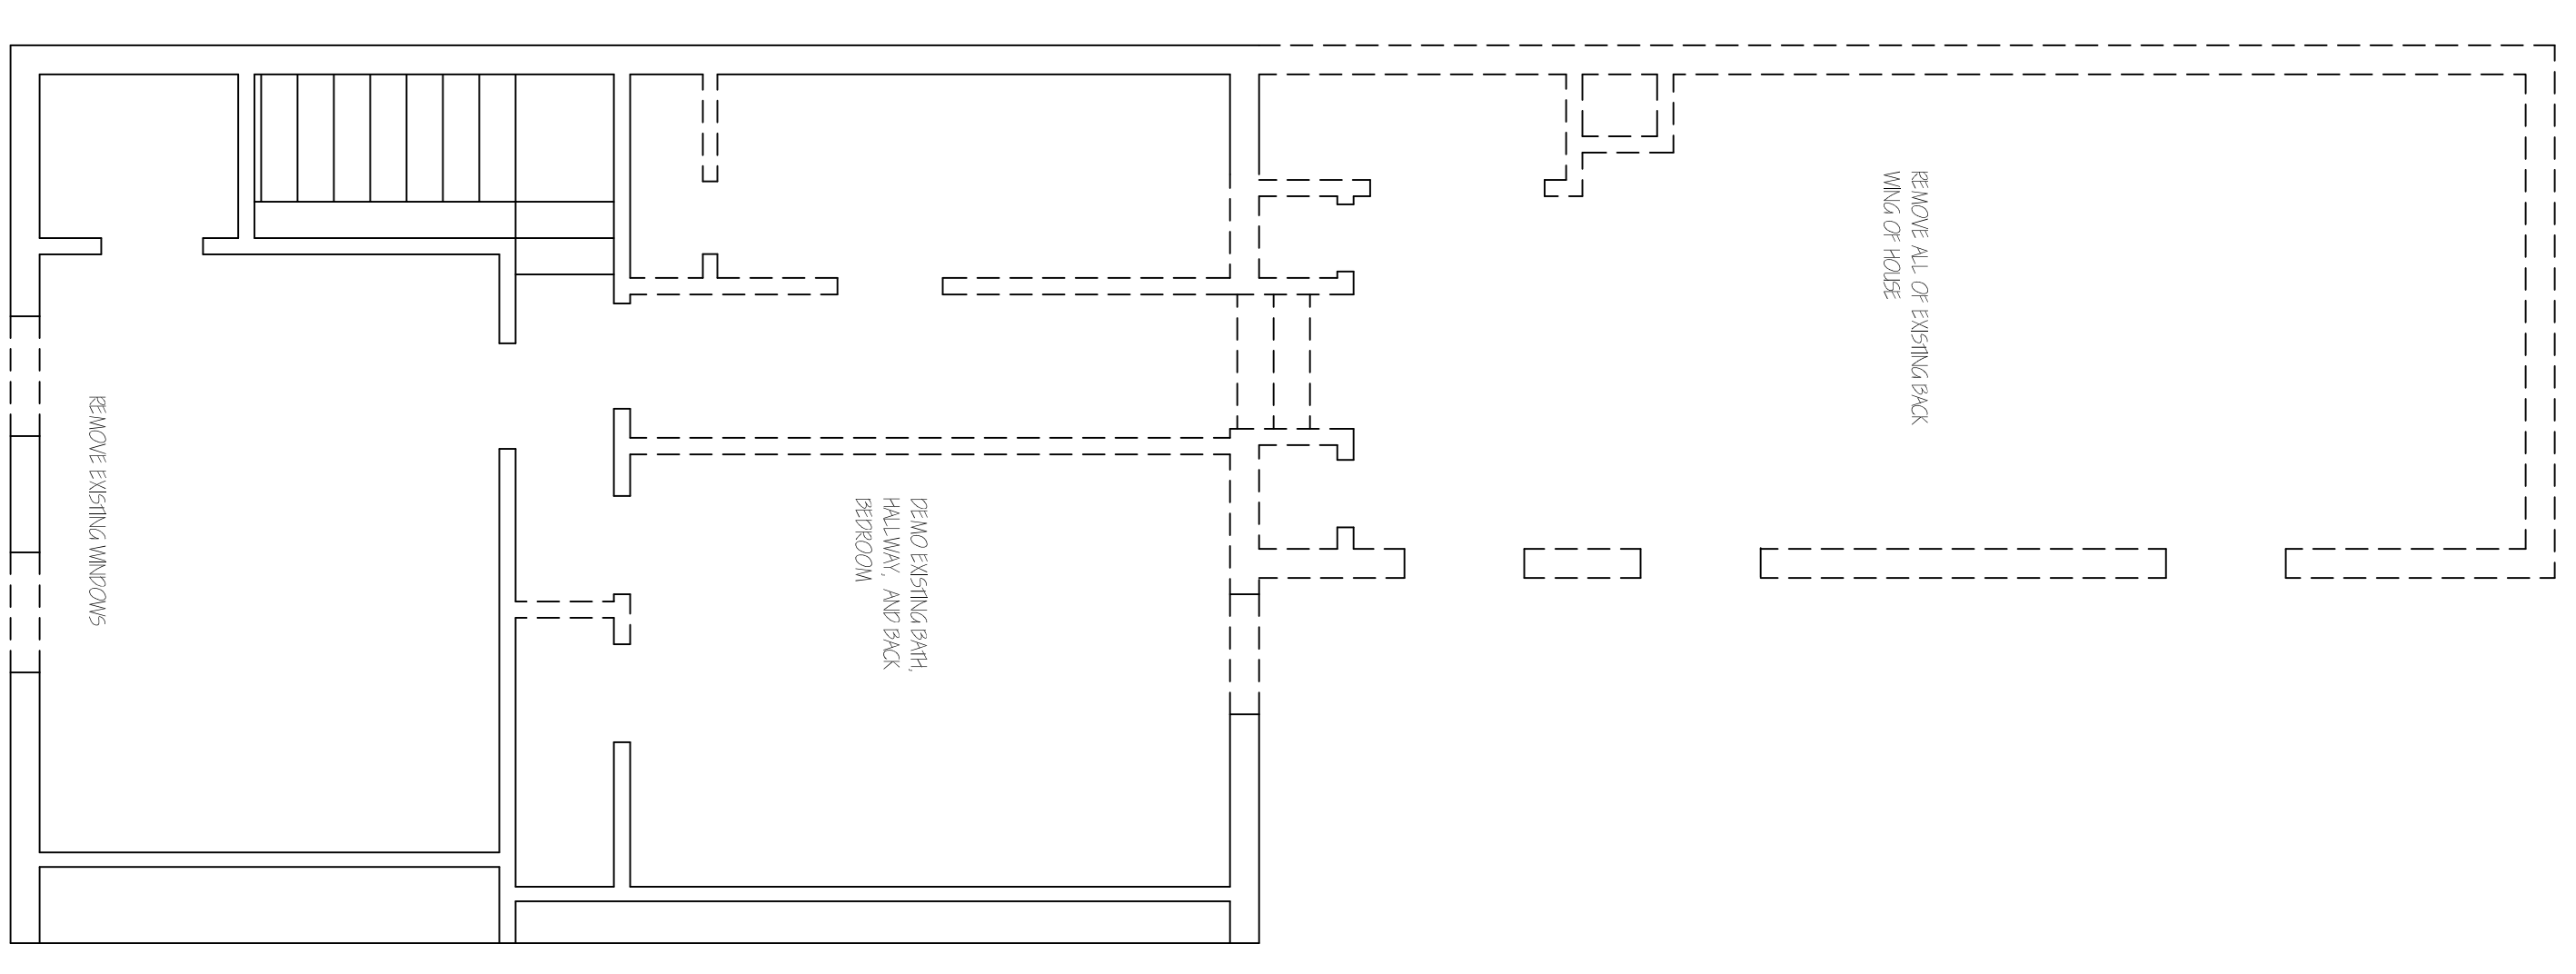 REMOVE ALL OF EXISTING BACK
WING OF HOUSE
DEMO EXISTING BATH,
HALLWAY, AND BACK
BEDROOM
REMOVE EXISTING WINDOWS